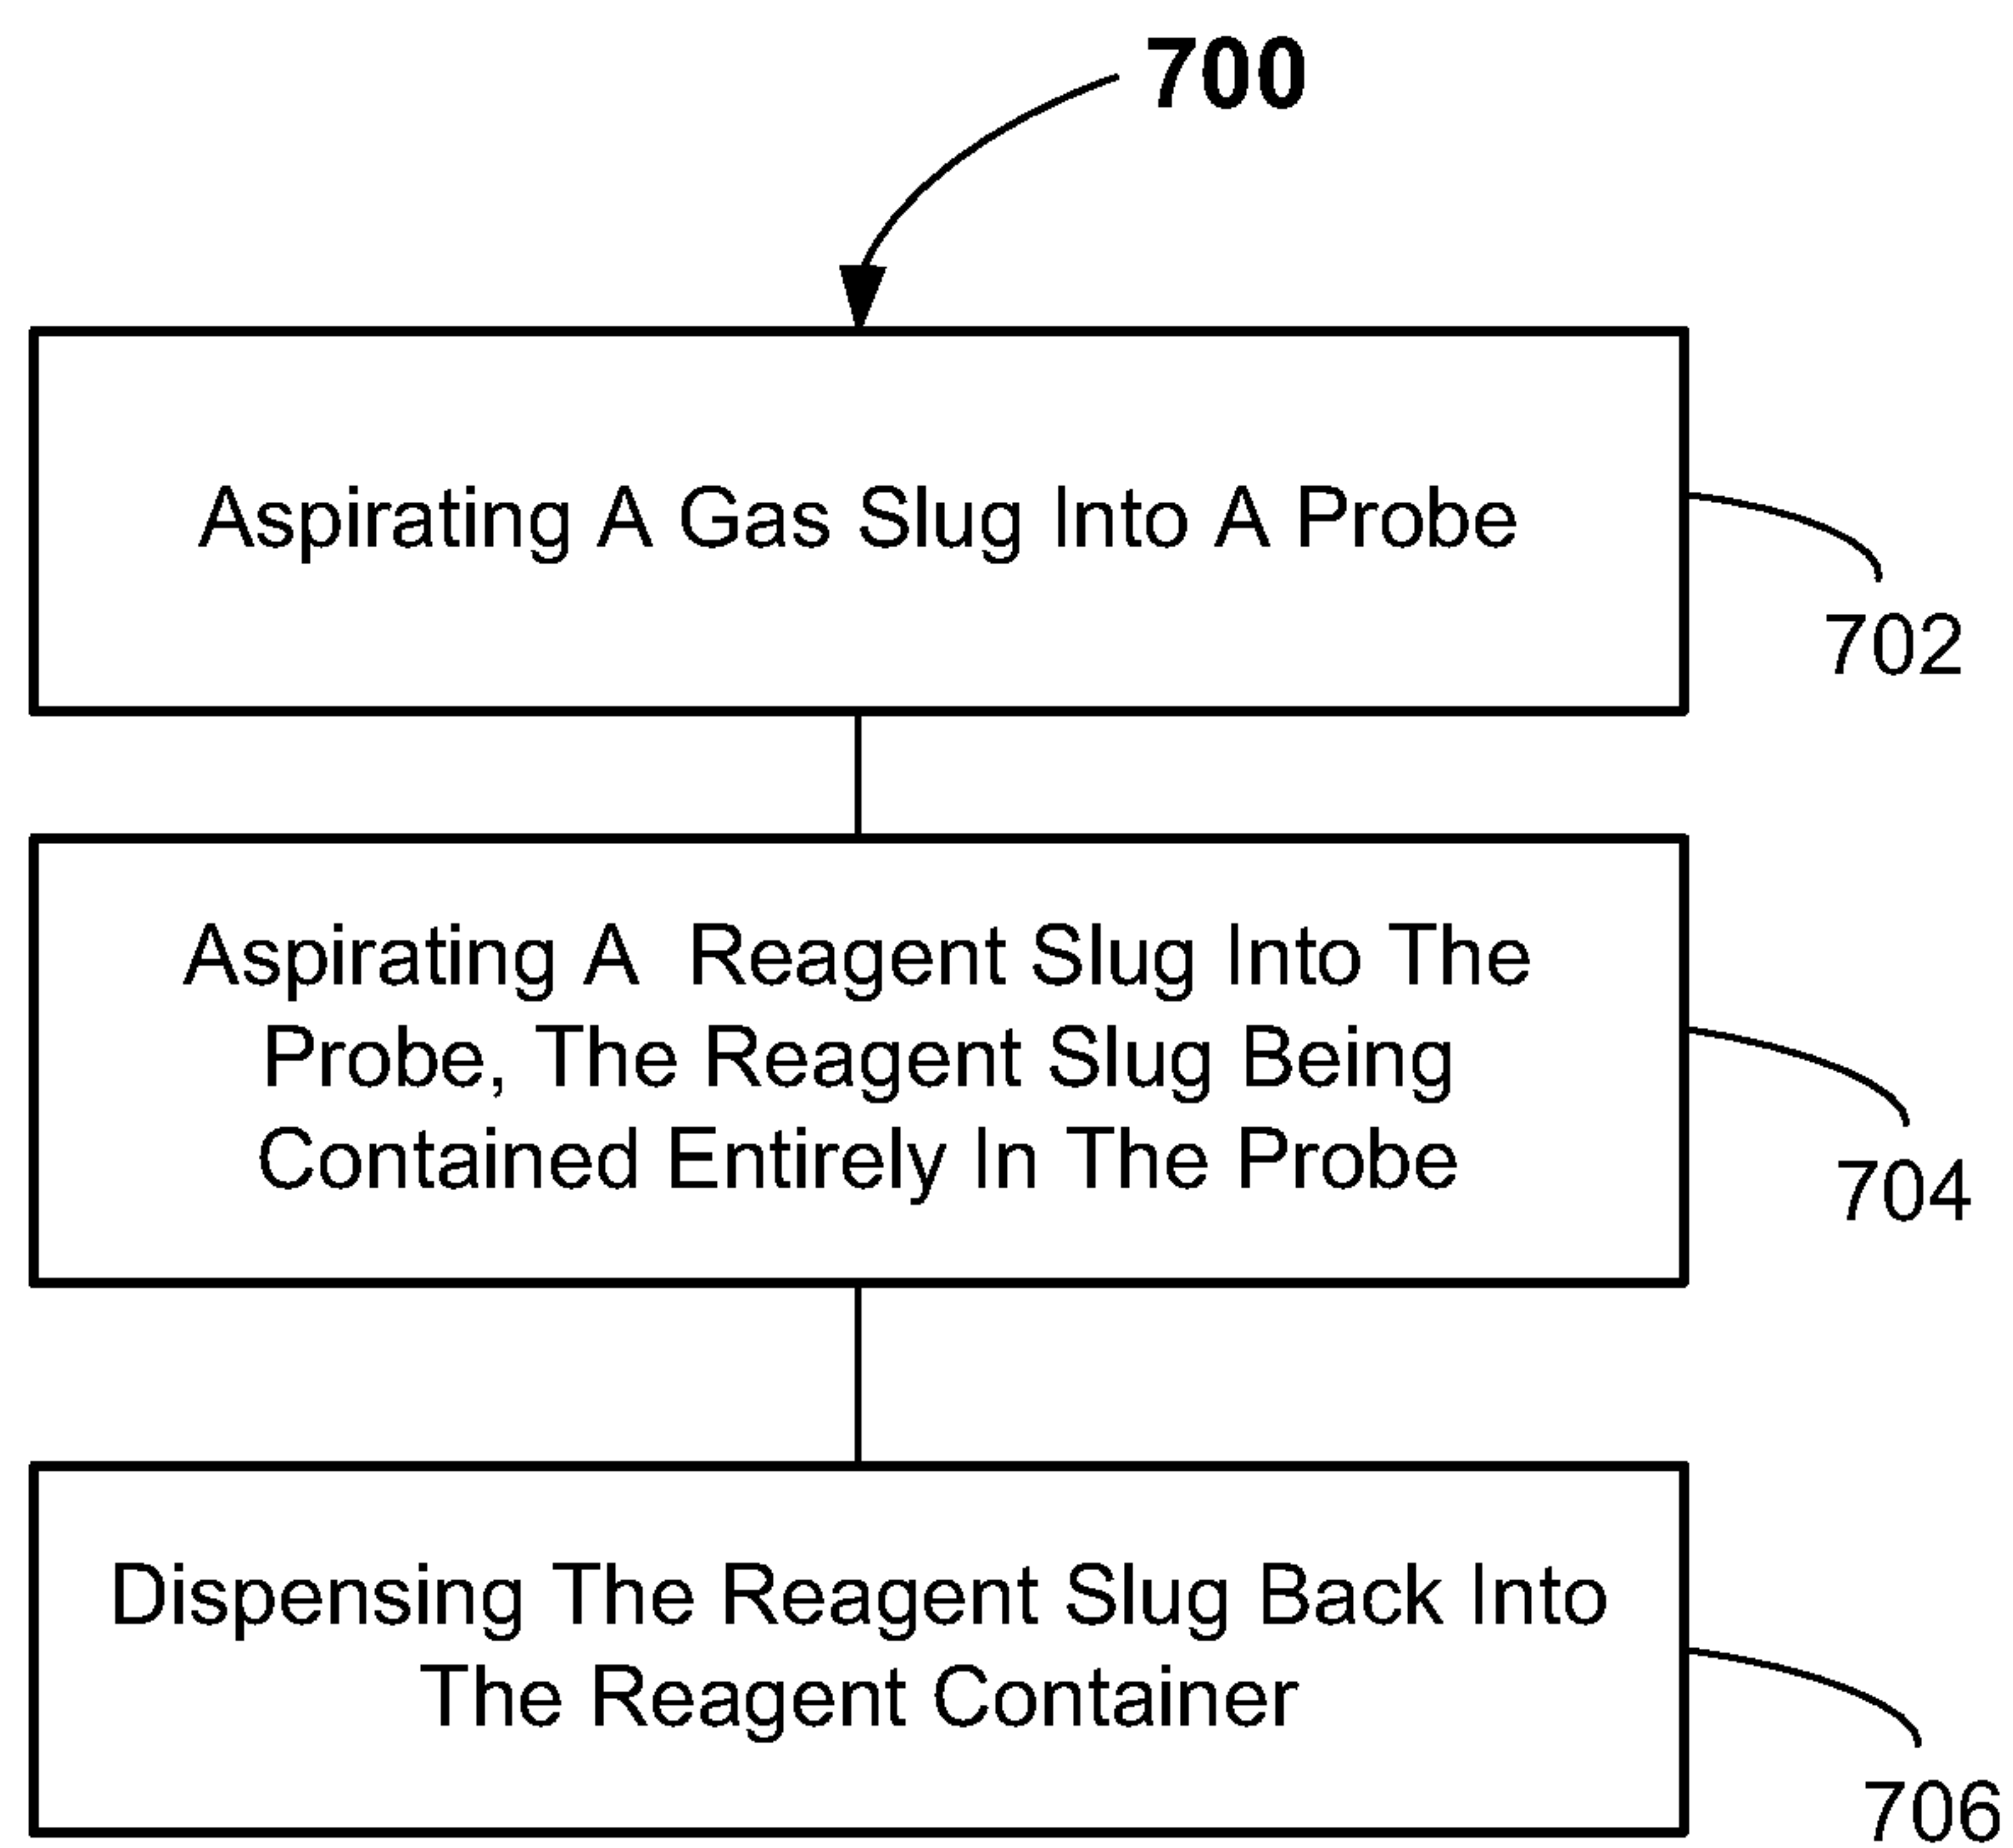 700
Aspirating A Gas Slug Into A Probe
702
Aspirating A Reagent Slug Into The
Probe, The Reagent Slug Being
Contained Entirely In The Probe
704
Dispensing The Reagent Slug Back Into
The Reagent Container
706